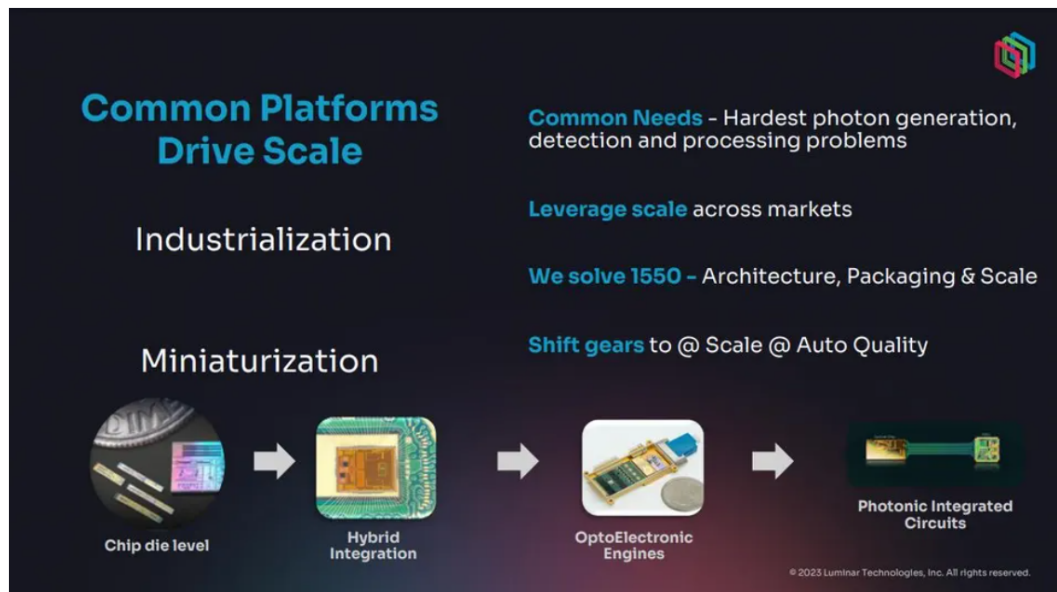 Common Platforms
Drive Scale
Industrialization
Miniaturization
Common Needs - Hardest photon generation,
detection and processing problems
Leverage scale across markets
We solve 1550 - Architecture, Packaging & Scale
Shift gears to @ Scale @ Auto Quality
Chip die level
Hybrid
Integration
OptoElectronic
Engines
Photonic Integrated
Circuits
© 2023 Luminar Technologies, Inc. All rights reserved.